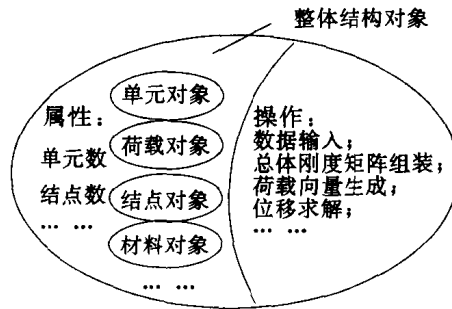 整体结构对象
属性：
单元数
结点数
… …
单元对象
荷载对象
结点对象
材料对象
… …
操作：
数据输入；
总体刚度矩阵组装；
荷载向量生成；
位移求解；
… …